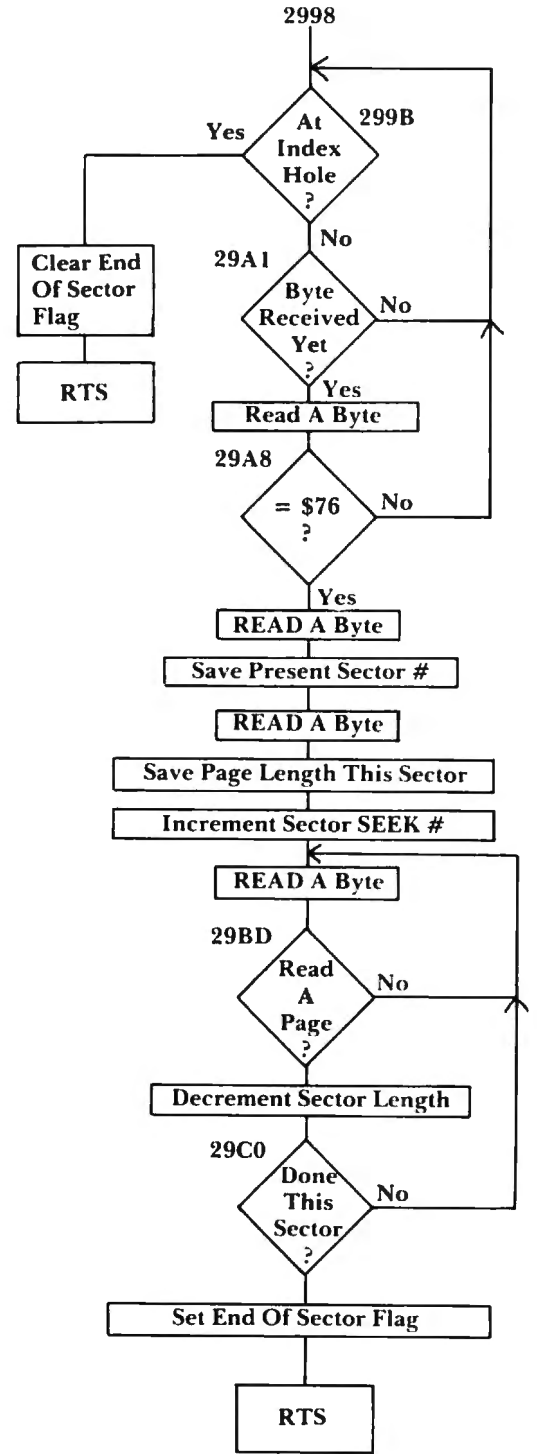 2998
299B
Yes
At
Index
Hole
?
No
Clear End
Of Sector
Flag
RTS
29A1
Byte
Received
Yet
?
No
Yes
Read A Byte
29A8
= $76
?
No
Yes
READ A Byte
Save Present Sector #
READ A Byte
Save Page Length This Sector
Increment Sector SEEK #
READ A Byte
29BD
Read
A
Page
?
No
Decrement Sector Length
29C0
Done
This
Sector
?
No
Set End Of Sector Flag
RTS